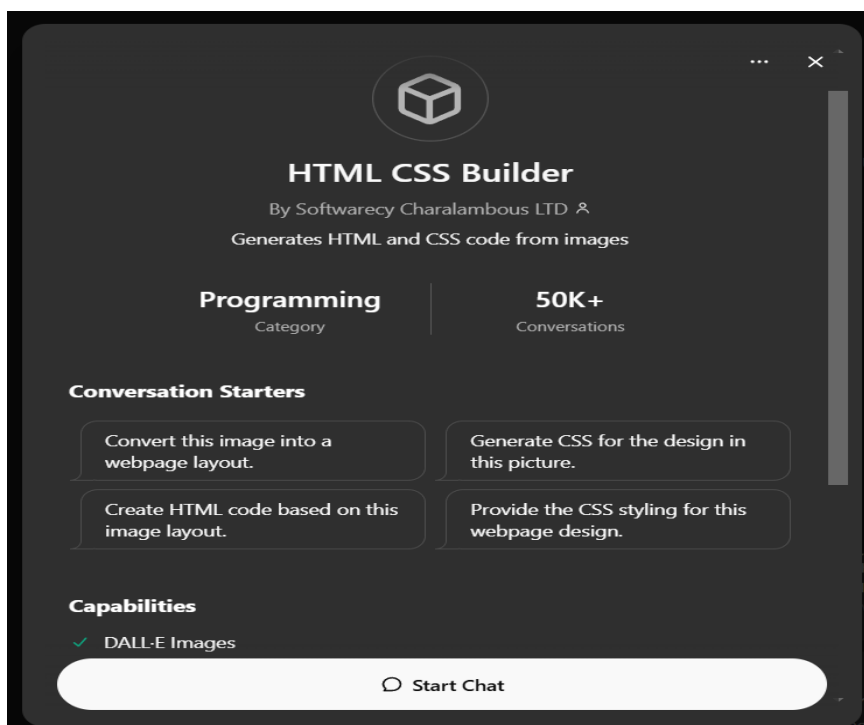 HTML CSS Builder
By Softwarecy Charalambous LTD
Generates HTML and CSS code from images
Programming
Category
50K+
Conversations
Conversation Starters
Convert this image into a
webpage layout.
Generate CSS for the design in
this picture.
Create HTML code based on this
image layout.
Provide the CSS styling for this
webpage design.
Capabilities
DALL·E Images
Start Chat